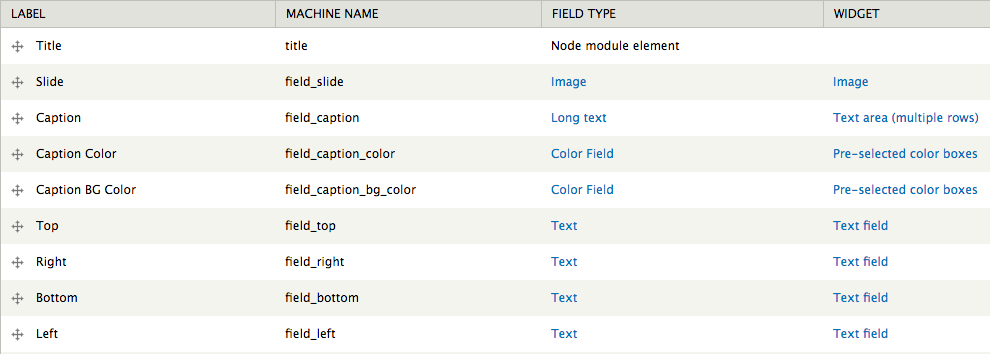 LABEL MACHINE NAME FIELD TYPE WIDGET
Title title Node module element
Slide field_slide Image Image
Caption field_caption Long text Text area (multiple rows)
Caption Color field_caption_color Color Field Pre-selected color boxes
Caption BG Color field_caption_bg_color Color Field Pre-selected color boxes
Top field_top Text Text field
Right field_right Text Text field
Bottom field_bottom Text Text field
Left field_left Text Text field